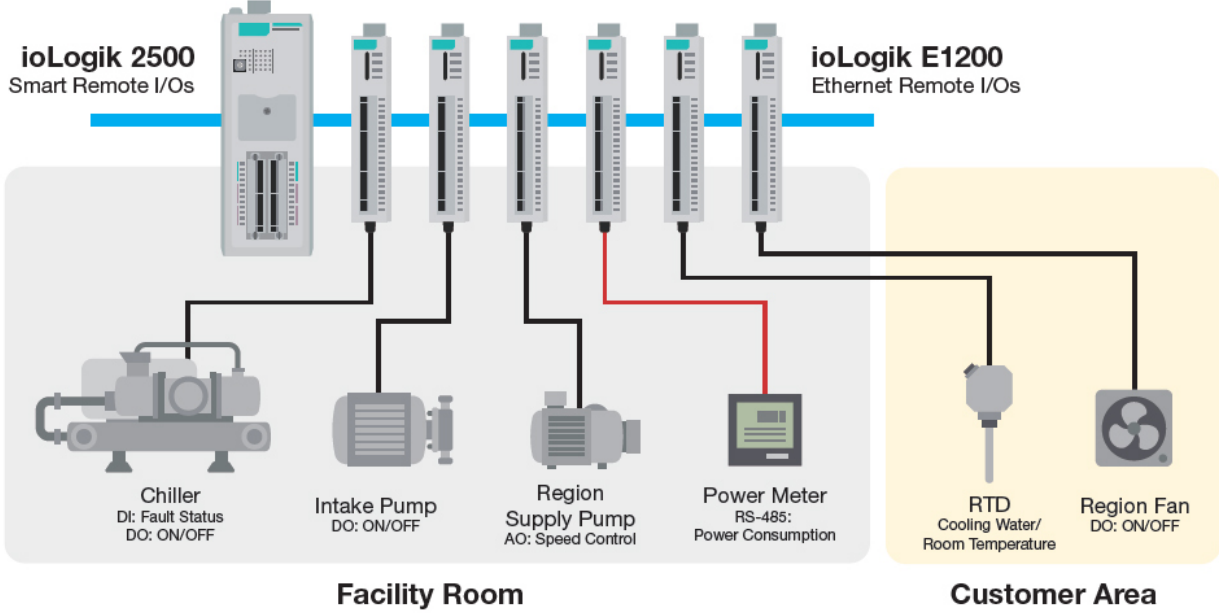 ioLogik 2500
Smart Remote I/Os
ioLogik E1200
Ethernet Remote I/Os
Chiller
DI: Fault Status
DO: ON/OFF
Intake Pump
DO: ON/OFF
Region
Supply Pump
AO: Speed Control
Power Meter
RS-485:
Power Consumption
RTD
Cooling Water/
Room Temperature
Region Fan
DO: ON/OFF
Facility Room
Customer Area